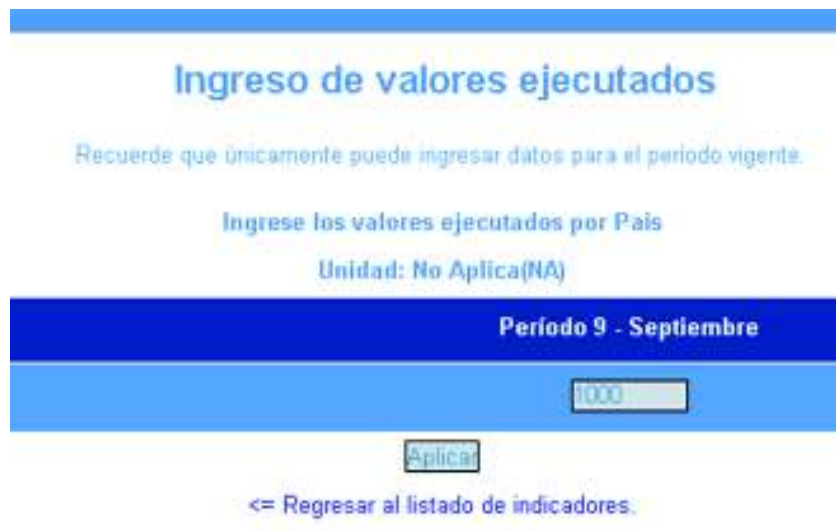 Ingreso de valores ejecutados
Recuerde que únicamente puede ingresar datos para el período vigente.
Ingrese los valores ejecutados por País
Unidad: No Aplica(NA)
Período 9 - Septiembre
1000
Aplicar
<= Regresar al listado de indicadores.